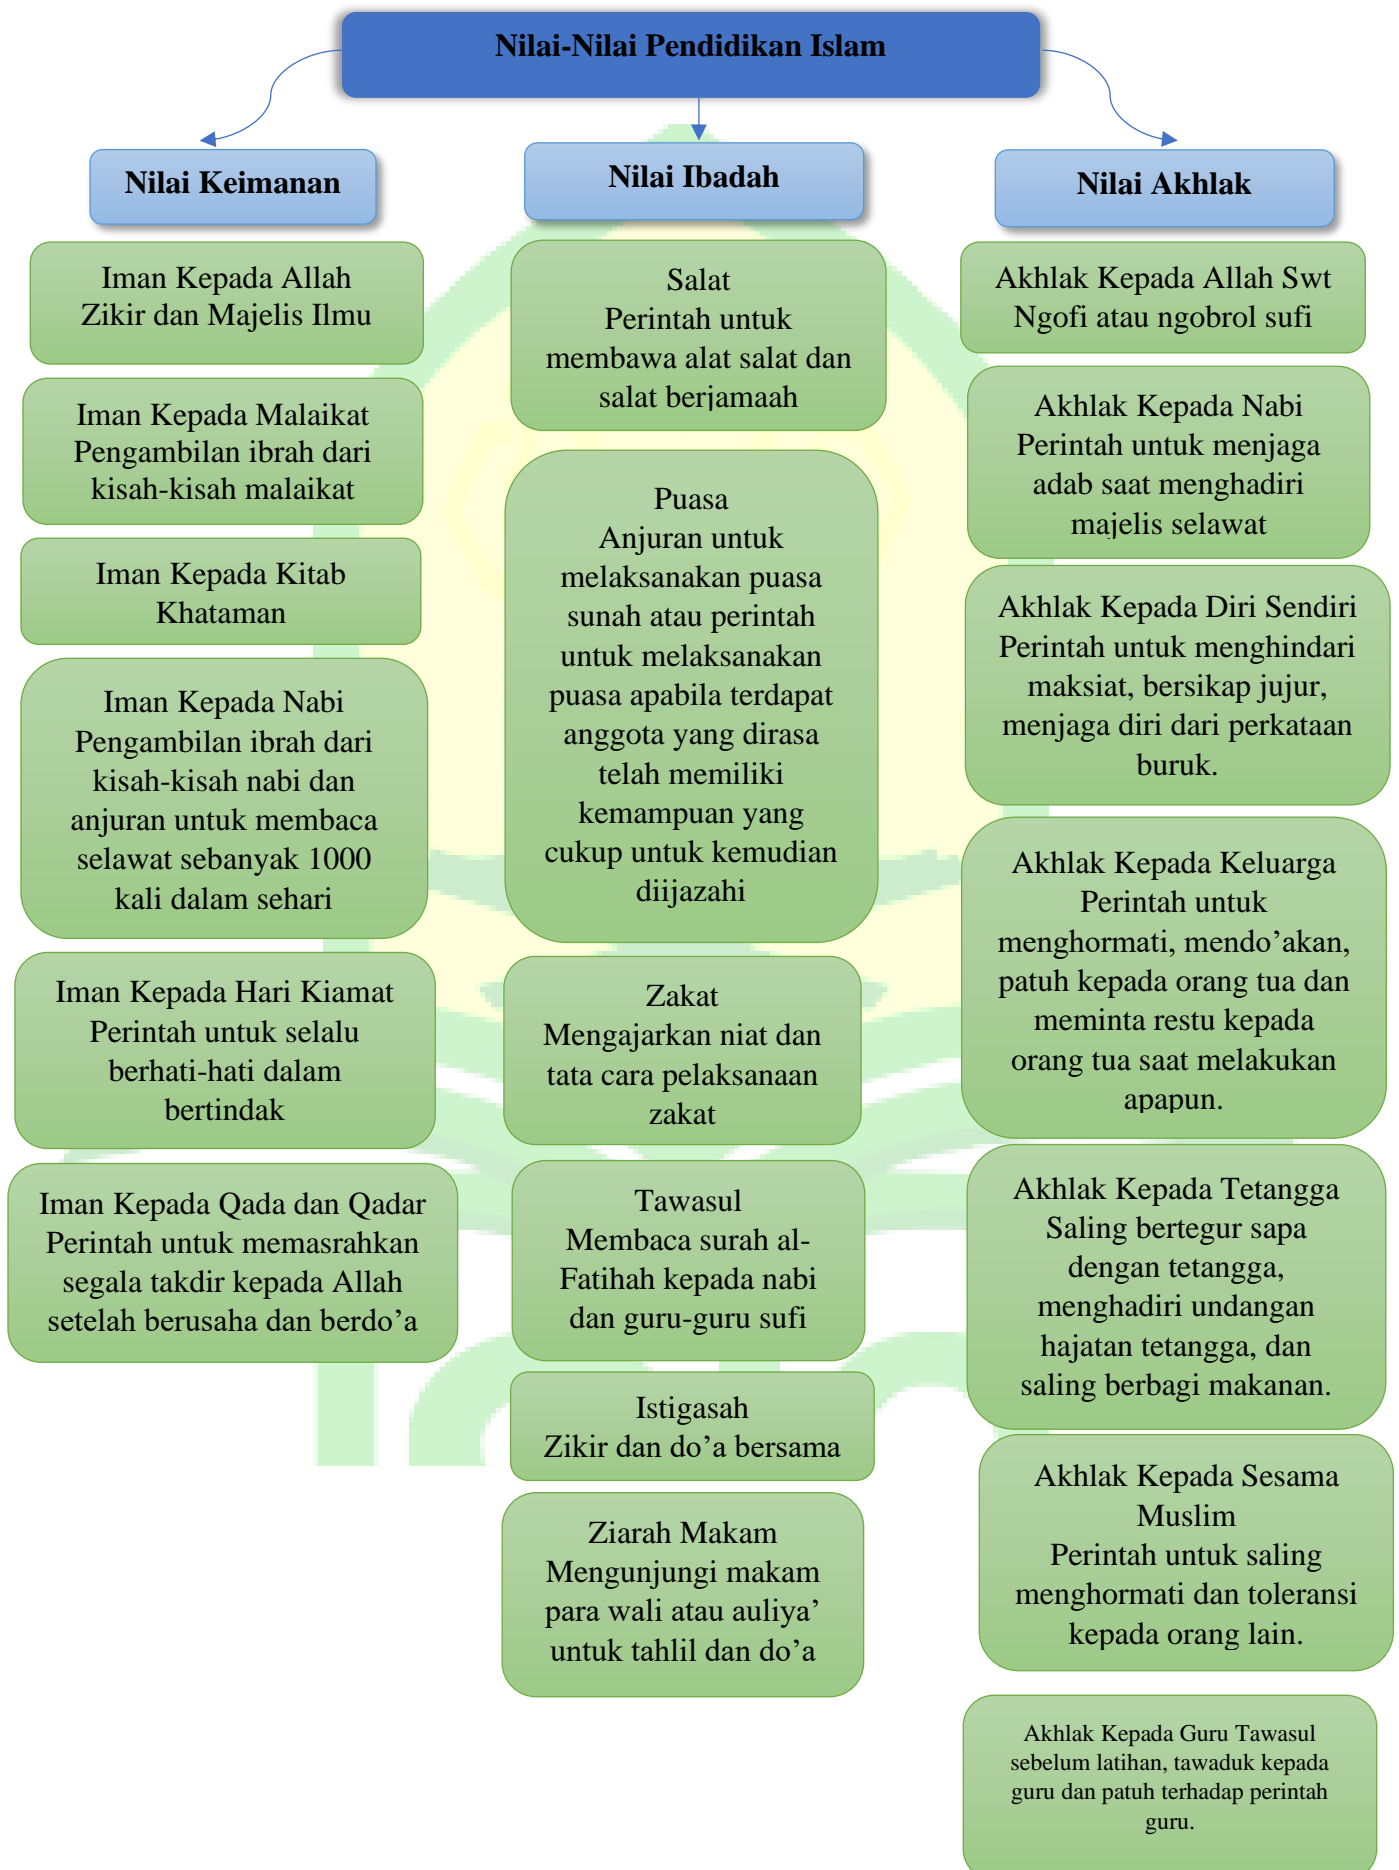 Nilai-Nilai Pendidikan Islam
Nilai Keimanan
Iman Kepada Allah
Zikir dan Majelis Ilmu
Iman Kepada Malaikat
Pengambilan ibrah dari
kisah-kisah malaikat
Iman Kepada Kitab
Khataman
Iman Kepada Nabi
Pengambilan ibrah dari
kisah-kisah nabi dan
anjuran untuk membaca
selawat sebanyak 1000
kali dalam sehari
Iman Kepada Hari Kiamat
Perintah untuk selalu
berhati-hati dalam
bertindak
Iman Kepada Qada dan Qadar
Perintah untuk memasrahkan
segala takdir kepada Allah
setelah berusaha dan berdo’a
Nilai Ibadah
Salat
Perintah untuk
membawa alat salat dan
salat berjamaah
Puasa
Anjuran untuk
melaksanakan puasa
sunah atau perintah
untuk melaksanakan
puasa apabila terdapat
anggota yang dirasa
telah memiliki
kemampuan yang
cukup untuk kemudian
diijazahi
Zakat
Mengajarkan niat dan
tata cara pelaksanaan
zakat
Tawasul
Membaca surah al-
Fatihah kepada nabi
dan guru-guru sufi
Istigasah
Zikir dan do’a bersama
Ziarah Makam
Mengunjungi makam
para wali atau auliya’
untuk tahlil dan do’a
Nilai Akhlak
Akhlak Kepada Allah Swt
Ngofi atau ngobrol sufi
Akhlak Kepada Nabi
Perintah untuk menjaga
adab saat menghadiri
majelis selawat
Akhlak Kepada Diri Sendiri
Perintah untuk menghindari
maksiat, bersikap jujur,
menjaga diri dari perkataan
buruk.
Akhlak Kepada Keluarga
Perintah untuk
menghormati, mendo’akan,
patuh kepada orang tua dan
meminta restu kepada
orang tua saat melakukan
apapun.
Akhlak Kepada Tetangga
Saling bertegur sapa
dengan tetangga,
menghadiri undangan
hajatan tetangga, dan
saling berbagi makanan.
Akhlak Kepada Sesama
Muslim
Perintah untuk saling
menghormati dan toleransi
kepada orang lain.
Akhlak Kepada Guru Tawasul
sebelum latihan, tawaduk kepada
guru dan patuh terhadap perintah
guru.